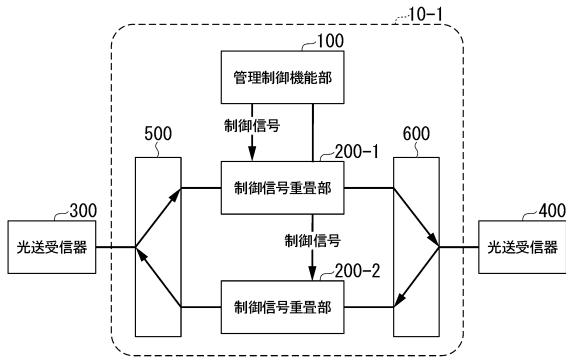 10-1
100
管理制御機能部
制御信号
500
600
200-1
制御信号重畳部
300
光送受信器
400
光送受信器
制御信号
200-2
制御信号重畳部